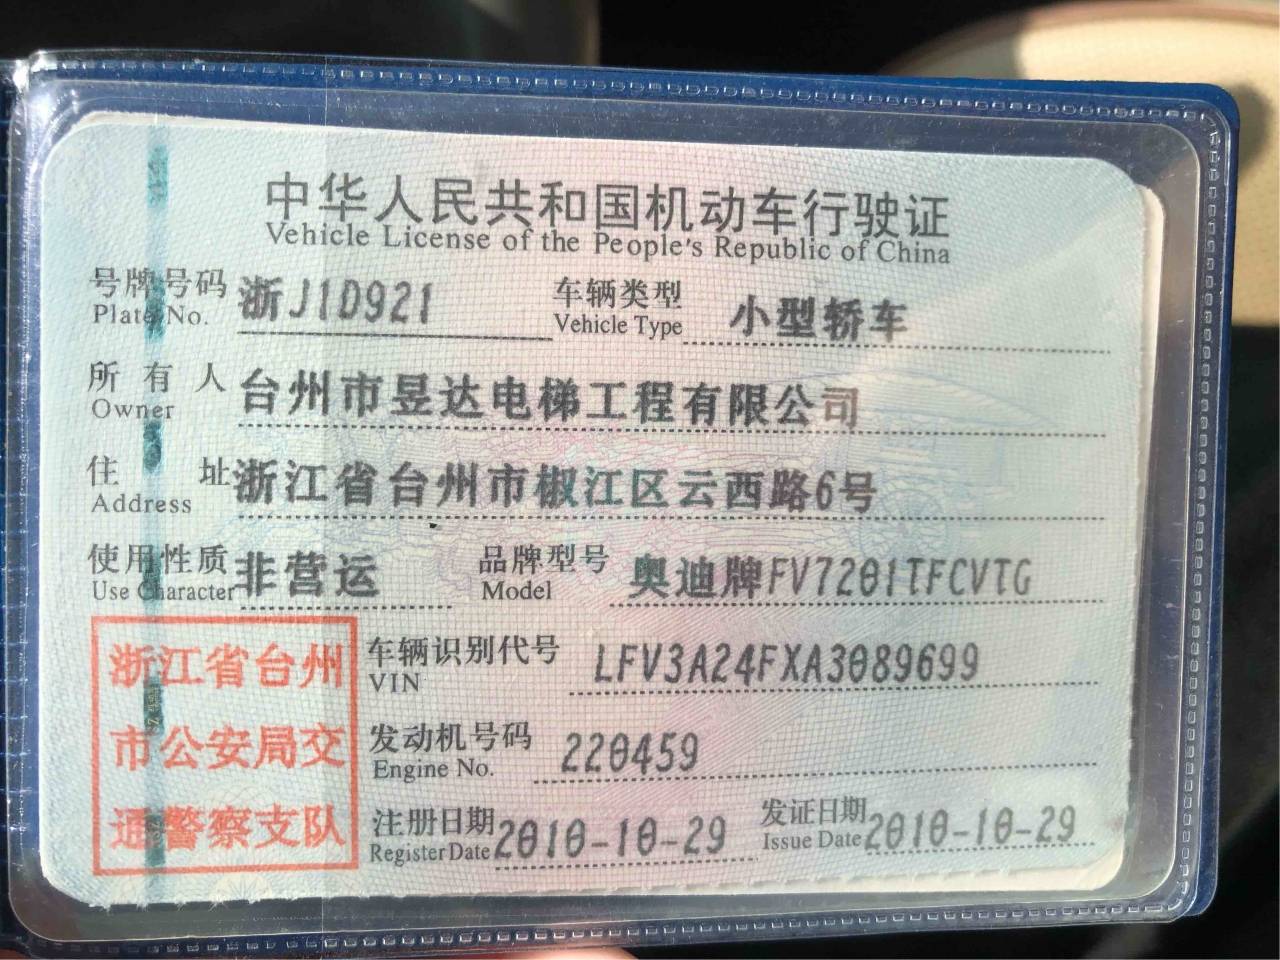 中华人民共和国机动车行驶证
Vehicle License of the People's Republic of China
号牌号码 浙J1D921 车辆类型 小型轿车
Plate No. Vehicle Type
所有人 台州市昱达电梯工程有限公司
Owner
住址 浙江省台州市椒江区云西路6号
Address
使用性质 非营运 品牌型号 奥迪牌FV7201TFCVTG
Use Character Model
浙江省台州
市公安局交
通警察支队
车辆识别代号 LFV3A24FXA3089699
VIN
发动机号码 220459
Engine No.
注册日期 2010-10-29 发证日期 2010-10-29
Register Date Issue Date